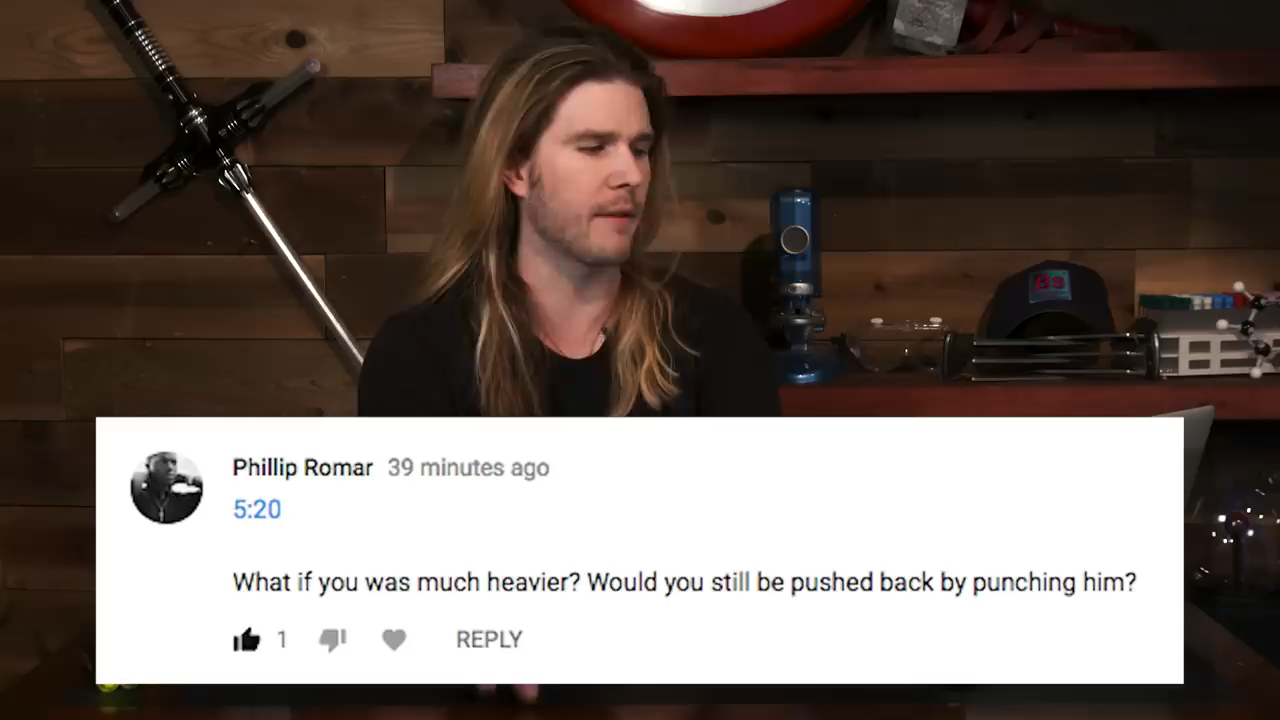 Bs
Phillip Romar 39 minutes ago
5:20
What if you was much heavier? Would you still be pushed back by punching him?
1 REPLY